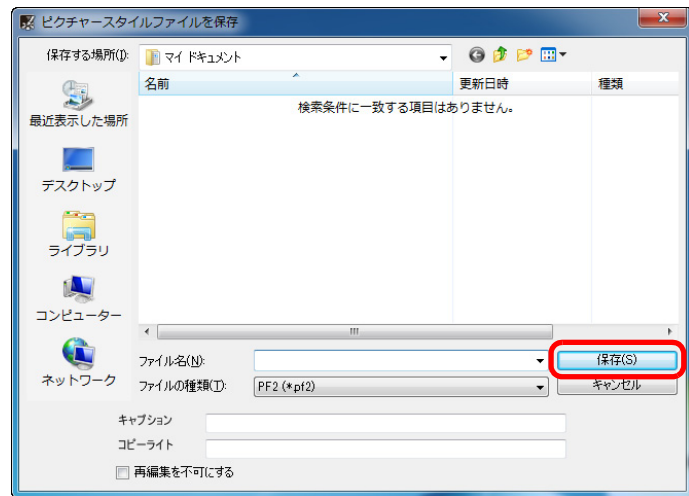 ピクチャースタイルファイルを保存
保存する場所(I):
マイ ドキュメント
名前
更新日時
種類
検索条件に一致する項目はありません。
最近表示した場所
デスクトップ
ライブラリ
コンピューター
ネットワーク
ファイル名(N):
保存(S)
ファイルの種類(T):
PF2 (*.pf2)
キャンセル
キャプション
コピーライト
再編集を不可にする